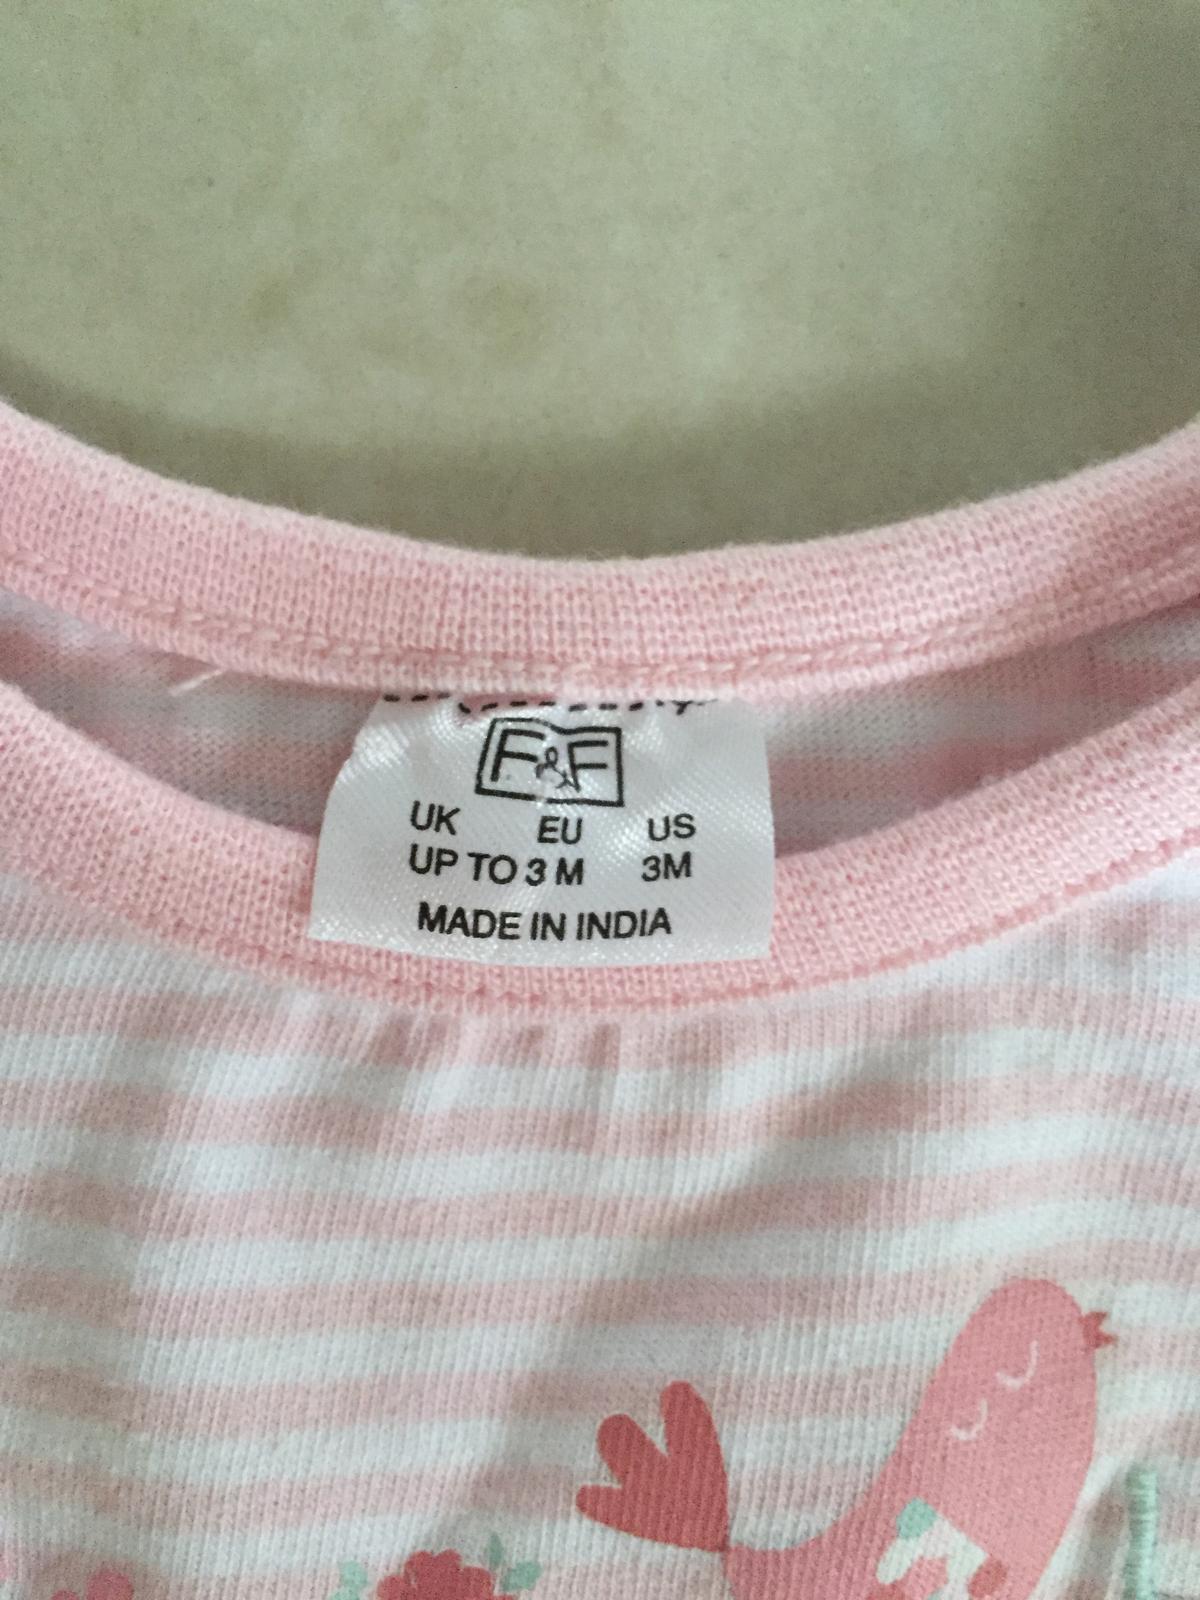 F&F
UK EU US
UP TO 3 M 3M
MADE IN INDIA